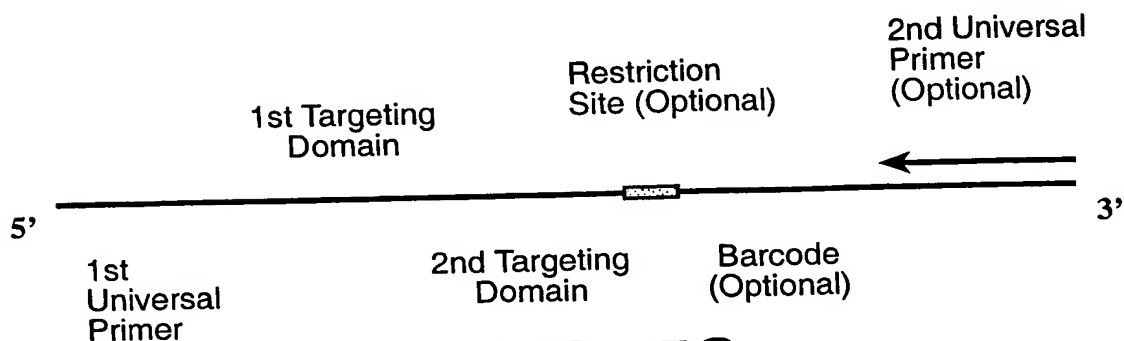 2nd Universal
Primer
(Optional)
Restriction
Site (Optional)
1st Targeting
Domain
5’
3’
1st
Universal
Primer
2nd Targeting
Domain
Barcode
(Optional)